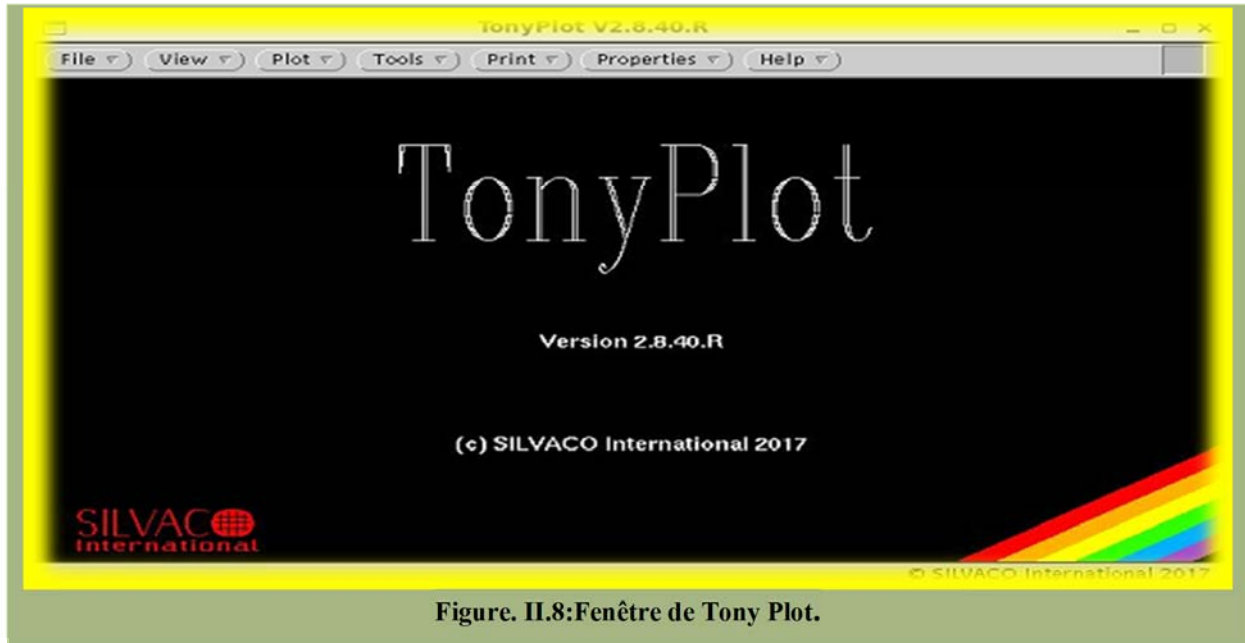 TonyPlot V2.8.40.R
File View Plot Tools Print Properties Help
TonyPlot
Version 2.8.40.R
(c) SILVACO International 2017
SILVACO
International
© SILVACO International 2017
Figure. II.8:Fenêtre de Tony Plot.